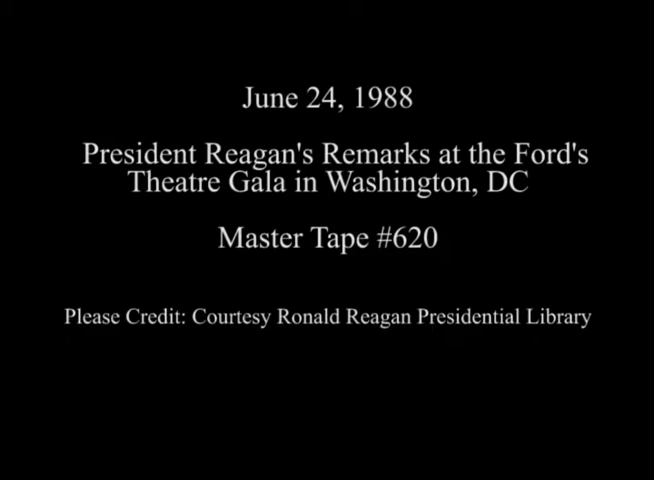 June 24, 1988
President Reagan's Remarks at the Ford's
Theatre Gala in Washington, DC
Master Tape #620
Please Credit: Courtesy Ronald Reagan Presidential Library